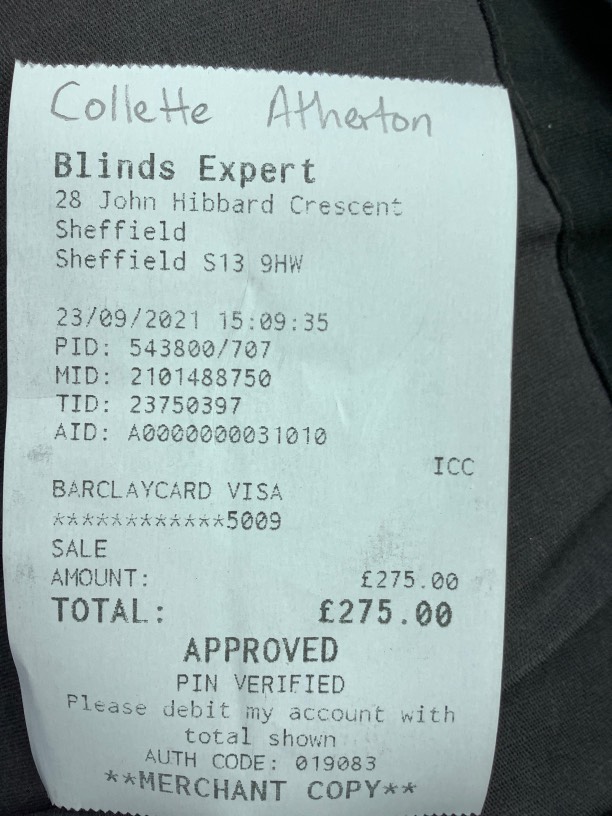 Collette Atherton
Blinds Expert
28 John Hibbard Crescent
Sheffield
Sheffield S13 9HW
23/09/2021 15:09:35
PID: 543800/707
MID: 2101488750
TID: 23750397
AID: A0000000031010
ICC
BARCLAYCARD VISA
************5009
SALE
AMOUNT: £275.00
TOTAL: £275.00
APPROVED
PIN VERIFIED
Please debit my account with
total shown
AUTH CODE: 019083
**MERCHANT COPY**